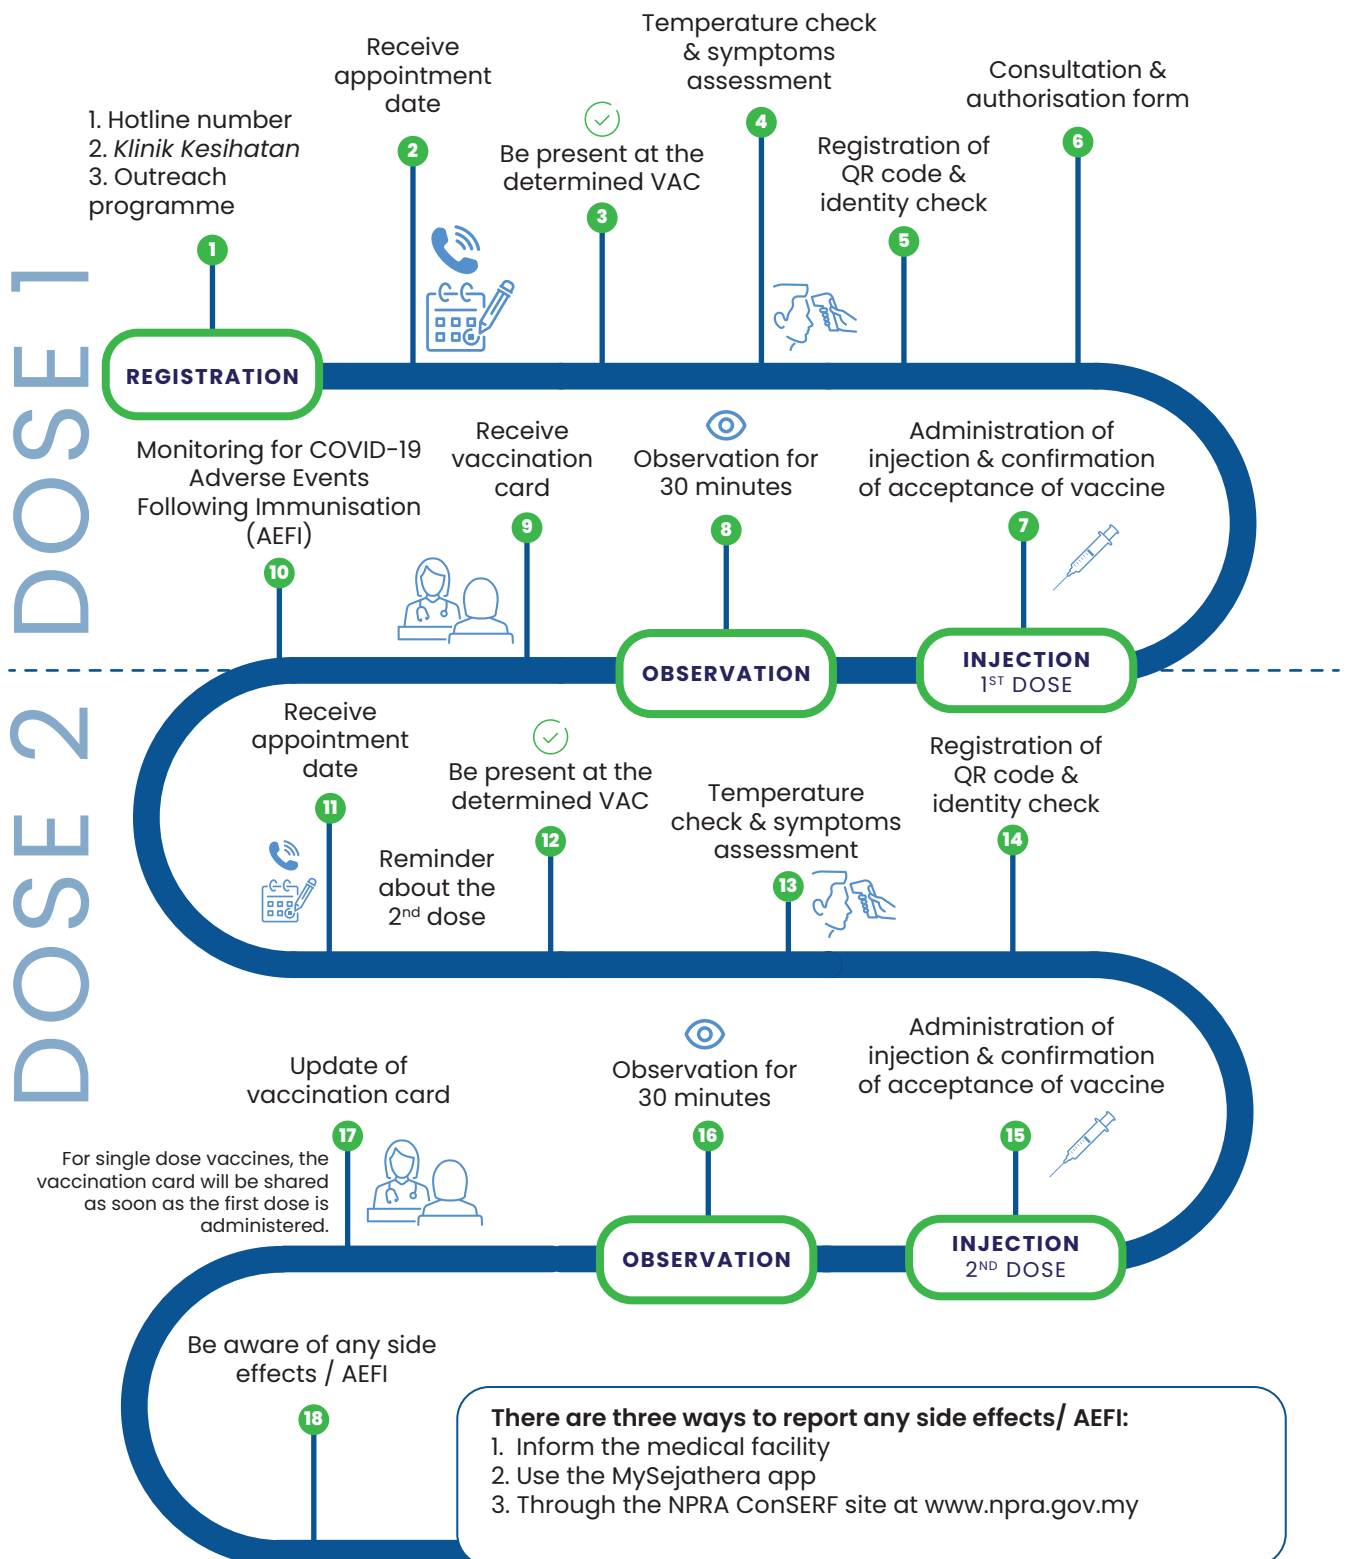 DOSE 1
1. Hotline number
2. Klinik Kesihatan
3. Outreach
programme
1
REGISTRATION
Receive
appointment
date
2
Be present at the
determined VAC
3
Temperature check
& symptoms
assessment
4
Registration of
QR code &
identity check
5
Consultation &
authorisation form
6
Administration of
injection & confirmation
of acceptance of vaccine
7
INJECTION
1ST DOSE
Observation for
30 minutes
8
OBSERVATION
Receive
vaccination
card
9
Monitoring for COVID-19
Adverse Events
Following Immunisation
(AEFI)
10
DOSE 2
Receive
appointment
date
11
Reminder
about the
2nd dose
Be present at the
determined VAC
12
Temperature
check & symptoms
assessment
13
Registration of
QR code &
identity check
14
Administration of
injection & confirmation
of acceptance of vaccine
15
INJECTION
2ND DOSE
Observation for
30 minutes
16
OBSERVATION
Update of
vaccination card
17
For single dose vaccines, the
vaccination card will be shared
as soon as the first dose is
administered.
Be aware of any side
effects / AEFI
18
There are three ways to report any side effects/ AEFI:
1. Inform the medical facility
2. Use the MySejathera app
3. Through the NPRA ConSERF site at www.npra.gov.my